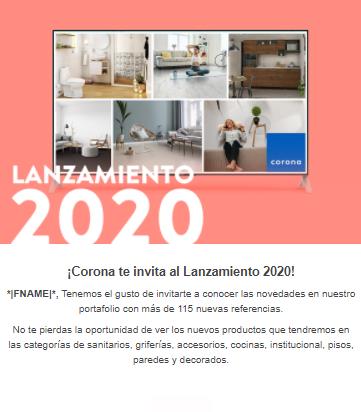 corona
LANZAMIENTO
2020
¡Corona te invita al Lanzamiento 2020!
*|FNAME|*, Tenemos el gusto de invitarte a conocer las novedades en nuestro
portafolio con más de 115 nuevas referencias.
No te pierdas la oportunidad de ver los nuevos productos que tendremos en
las categorías de sanitarios, griferías, accesorios, cocinas, institucional, pisos,
paredes y decorados.